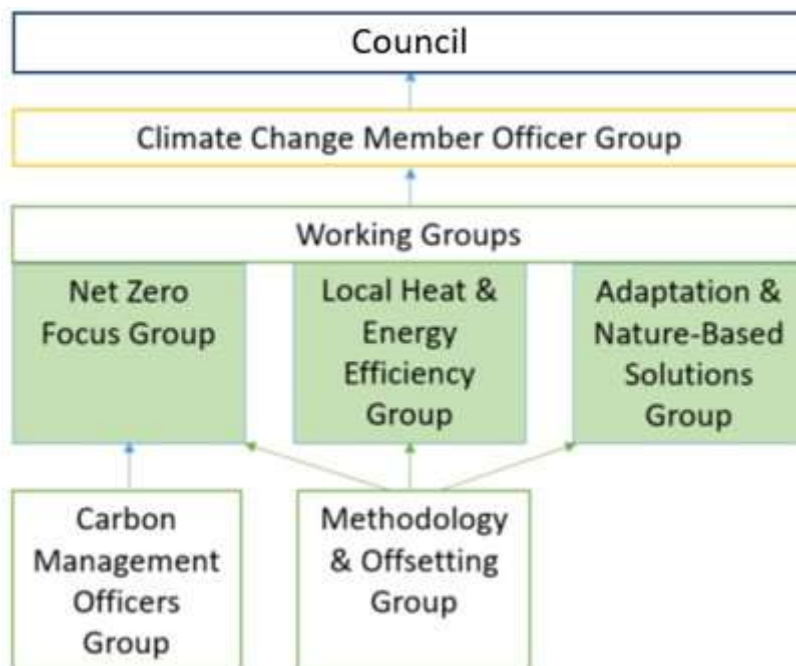 Council
Climate Change Member Officer Group
Working Groups
Net Zero
Focus Group
Local Heat &
Energy
Efficiency
Group
Adaptation &
Nature-Based
Solutions
Group
Carbon
Management
Officers
Group
Methodology
& Offsetting
Group